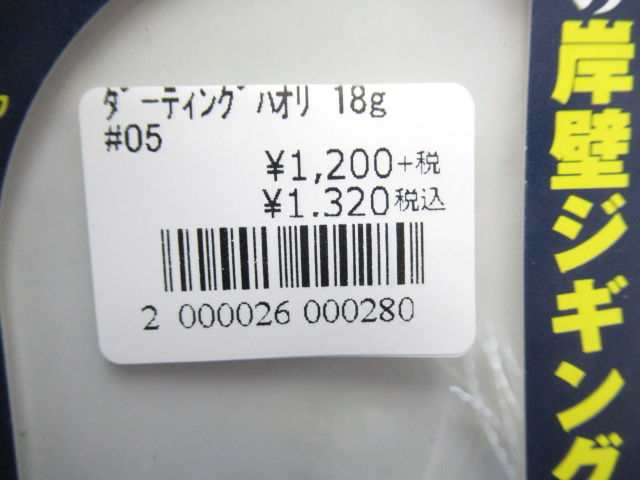 ﾀﾞｰﾃｨﾝｸﾞﾊｵﾘ 18g
#05
¥1,200+税
¥1.320税込
2 000026 000280
の岸壁ジギング